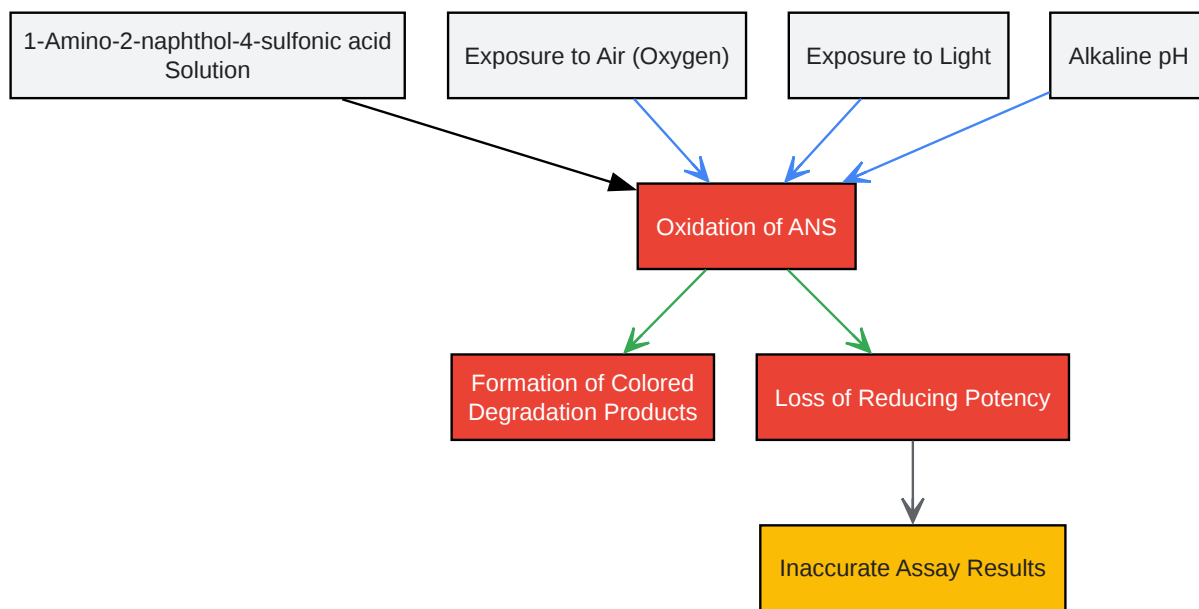 1-Amino-2-naphthol-4-sulfonic acid
Solution
Exposure to Air (Oxygen)
Exposure to Light
Alkaline pH
Oxidation of ANS
Formation of Colored
Degradation Products
Loss of Reducing Potency
Inaccurate Assay Results